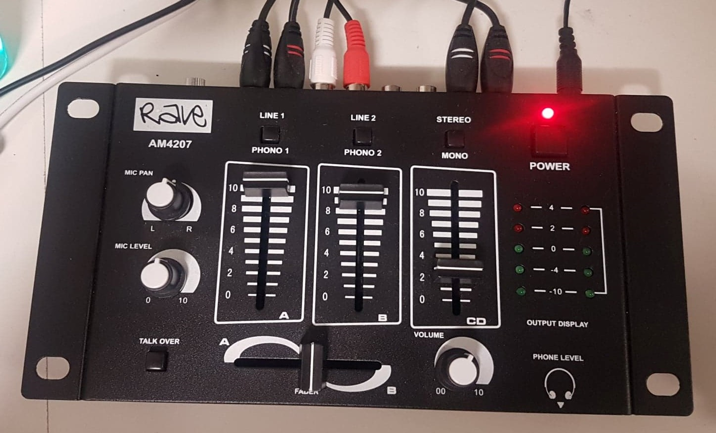 Rave
AM4207
LINE 1
PHONO 1
LINE 2
PHONO 2
STEREO
MONO
POWER
MIC PAN
L R
MIC LEVEL
0 10
TALK OVER
10
8
6
4
2
0
A
10
8
6
4
2
0
B
10
8
6
4
2
0
CD
4
2
0
-4
-10
OUTPUT DISPLAY
A
B
VOLUME
00 10
PHONE LEVEL